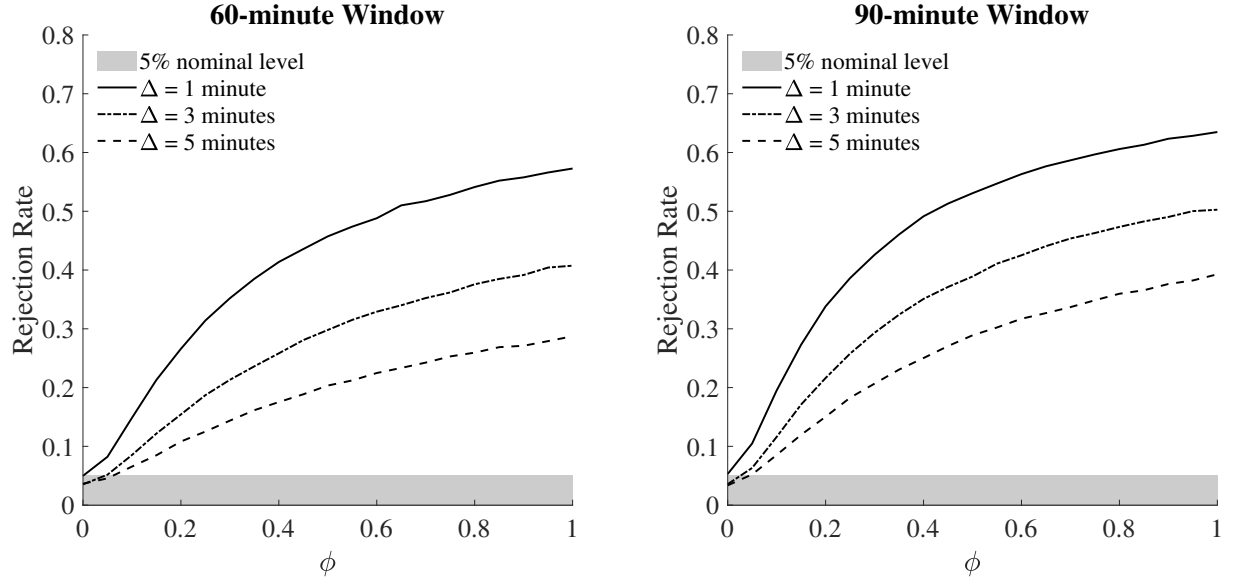 60-minute Window
0.8
0.7
0.6
0.5
0.4
0.3
0.2
0.1
0
Rejection Rate
5% nominal level
Δ = 1 minute
Δ = 3 minutes
Δ = 5 minutes
0 0.2 0.4 0.6 0.8 1
ϕ
90-minute Window
0.8
0.7
0.6
0.5
0.4
0.3
0.2
0.1
0
Rejection Rate
5% nominal level
Δ = 1 minute
Δ = 3 minutes
Δ = 5 minutes
0 0.2 0.4 0.6 0.8 1
ϕ